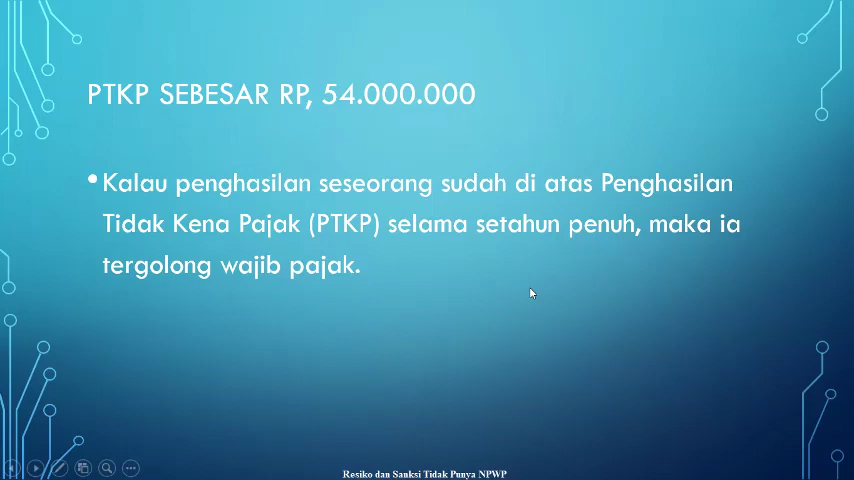 PTKP SEBESAR RP, 54.000.000
•Kalau penghasilan seseorang sudah di atas Penghasilan
Tidak Kena Pajak (PTKP) selama setahun penuh, maka ia
tergolong wajib pajak.
Resiko dan Sanksi Tidak Punya NPWP